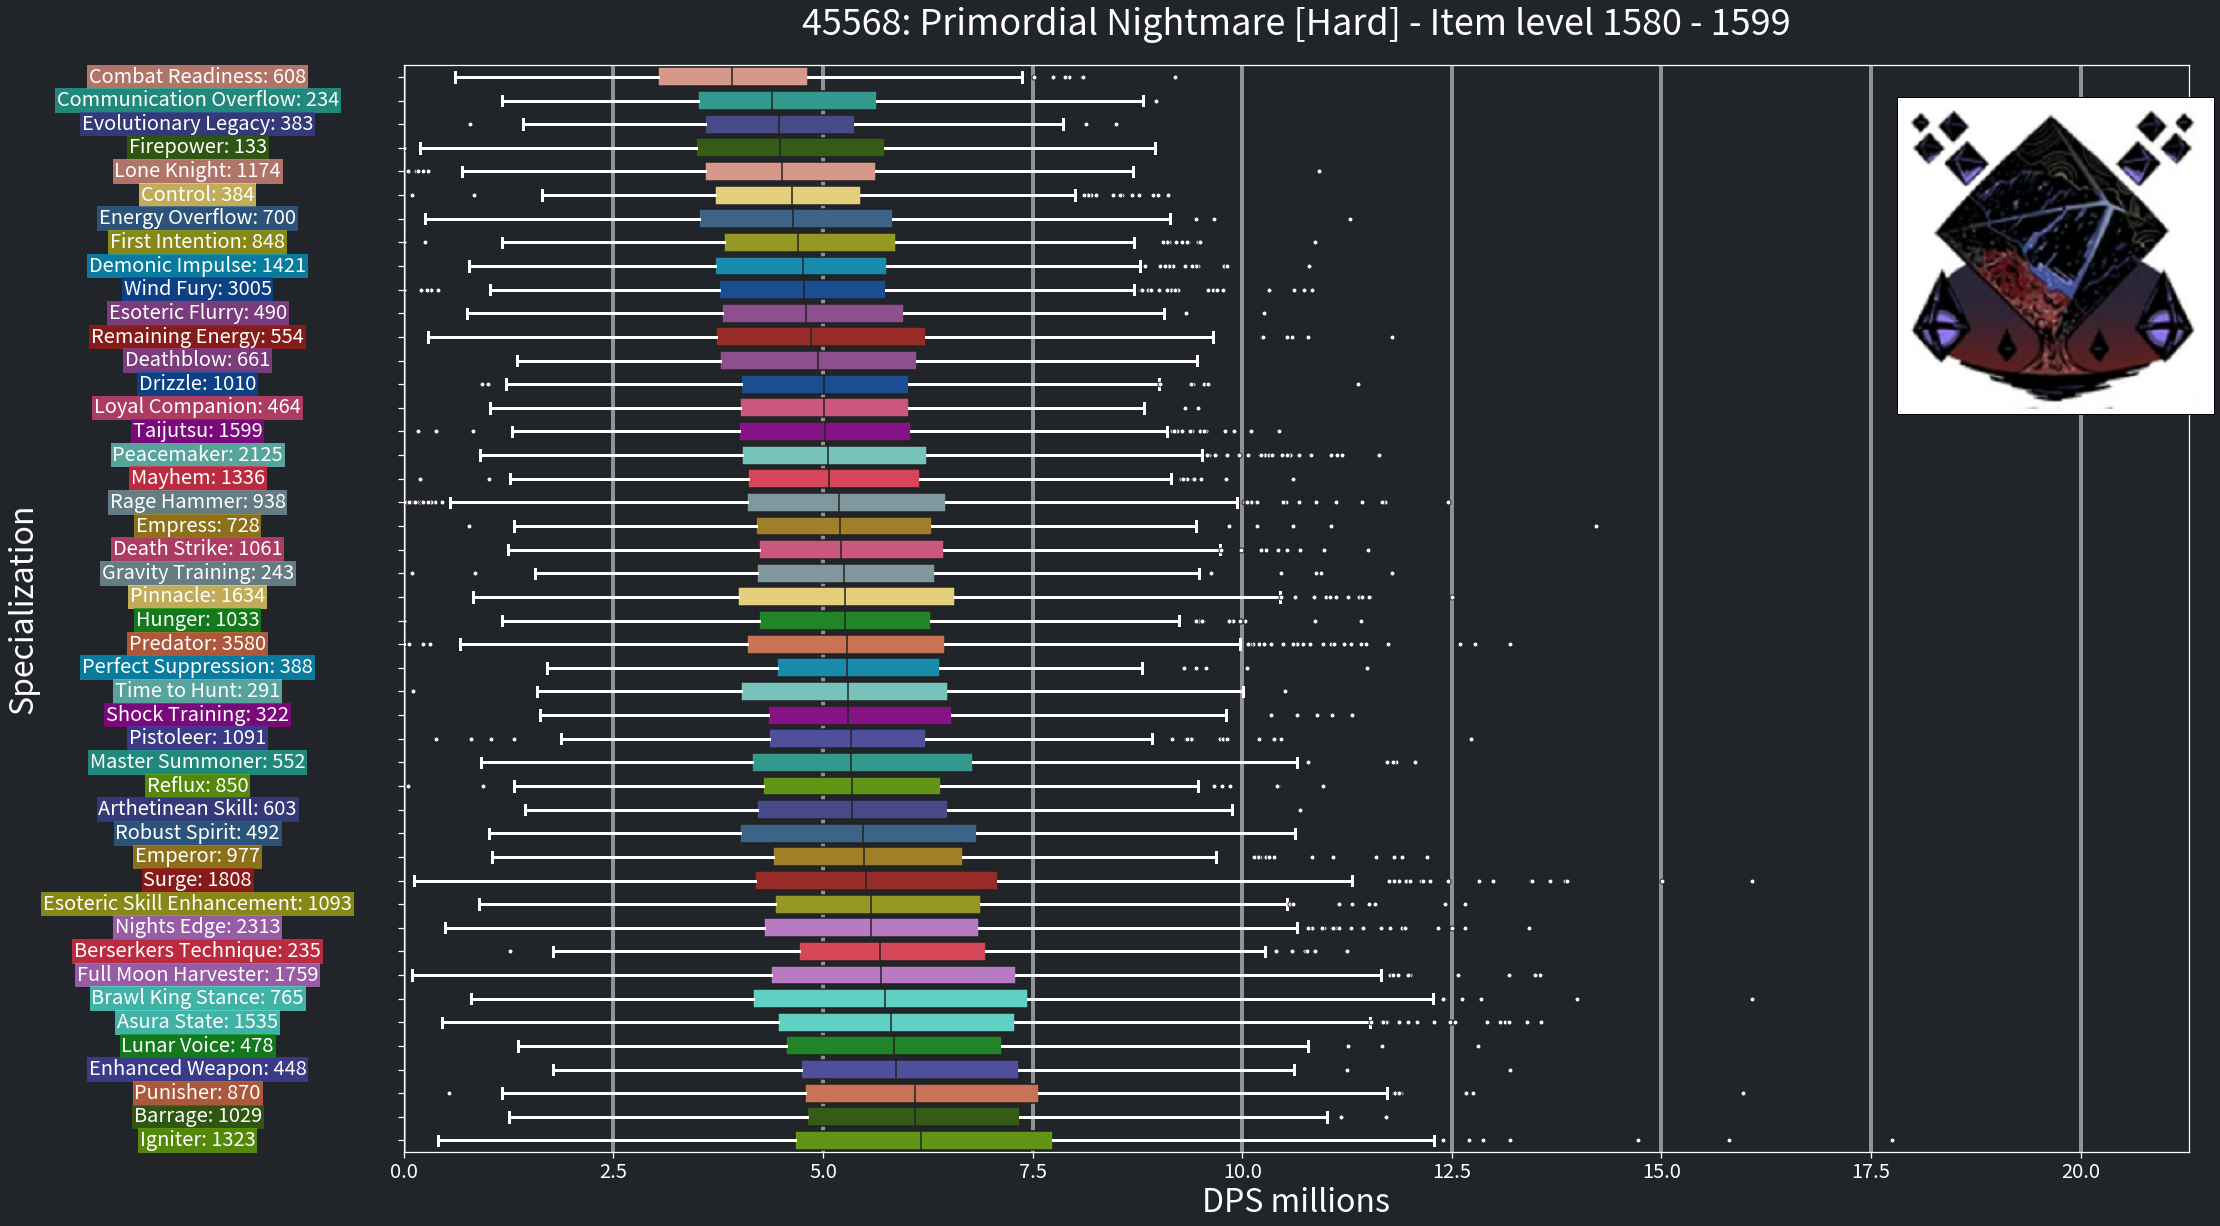 45568: Primordial Nightmare [Hard] - Item level 1580 - 1599
Specialization
Combat Readiness: 608
Communication Overflow: 234
Evolutionary Legacy: 383
Firepower: 133
Lone Knight: 1174
Control: 384
Energy Overflow: 700
First Intention: 848
Demonic Impulse: 1421
Wind Fury: 3005
Esoteric Flurry: 490
Remaining Energy: 554
Deathblow: 661
Drizzle: 1010
Loyal Companion: 464
Taijutsu: 1599
Peacemaker: 2125
Mayhem: 1336
Rage Hammer: 938
Empress: 728
Death Strike: 1061
Gravity Training: 243
Pinnacle: 1634
Hunger: 1033
Predator: 3580
Perfect Suppression: 388
Time to Hunt: 291
Shock Training: 322
Pistoleer: 1091
Master Summoner: 552
Reflux: 850
Arthetinean Skill: 603
Robust Spirit: 492
Emperor: 977
Surge: 1808
Esoteric Skill Enhancement: 1093
Nights Edge: 2313
Berserkers Technique: 235
Full Moon Harvester: 1759
Brawl King Stance: 765
Asura State: 1535
Lunar Voice: 478
Enhanced Weapon: 448
Punisher: 870
Barrage: 1029
Igniter: 1323
0.0 2.5 5.0 7.5 10.0 12.5 15.0 17.5 20.0
DPS millions